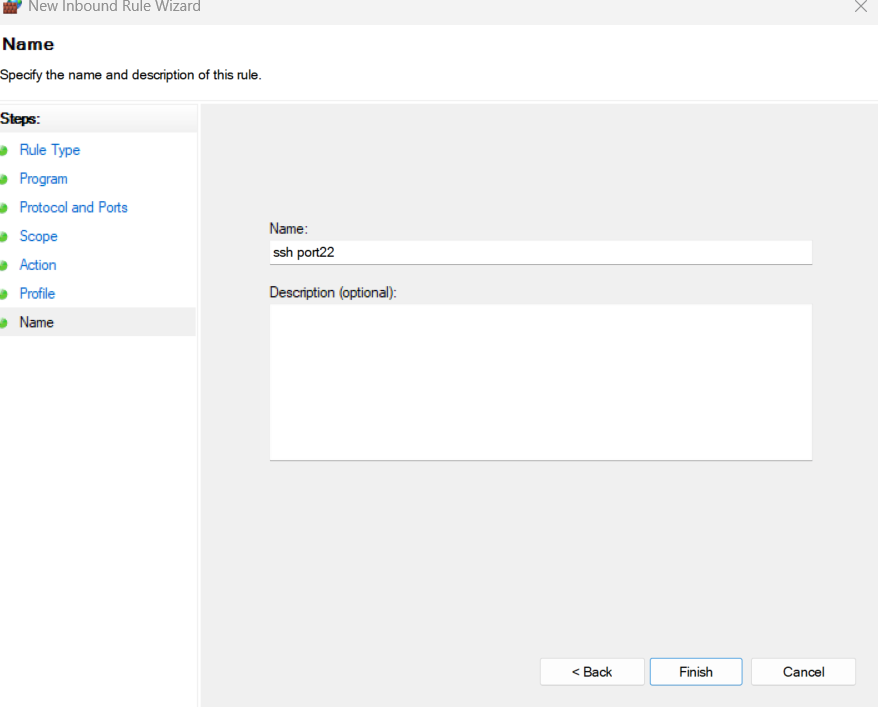 New Inbound Rule Wizard
Name
Specify the name and description of this rule.
Steps:
Rule Type
Program
Protocol and Ports
Scope
Action
Profile
Name
Name:
ssh port22
Description (optional):
< Back
Finish
Cancel